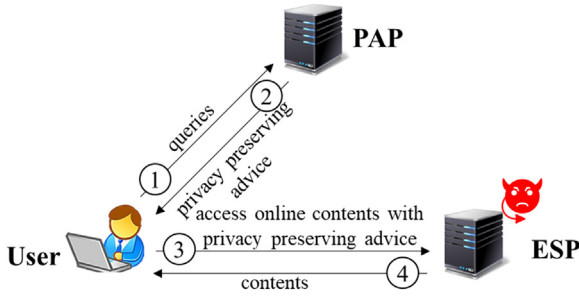 PAP
2
queries
1
privacy preserving
advice
access online contents with
privacy preserving advice
User
3
ESP
4
contents